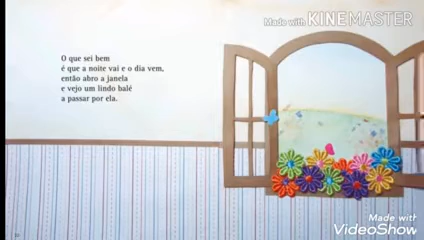 Made with KINEMASTER
O que sei bem
é que a noite vai e o dia vem,
então abro a janela
e vejo um lindo balé
a passar por ela.
Made with
VideoShow